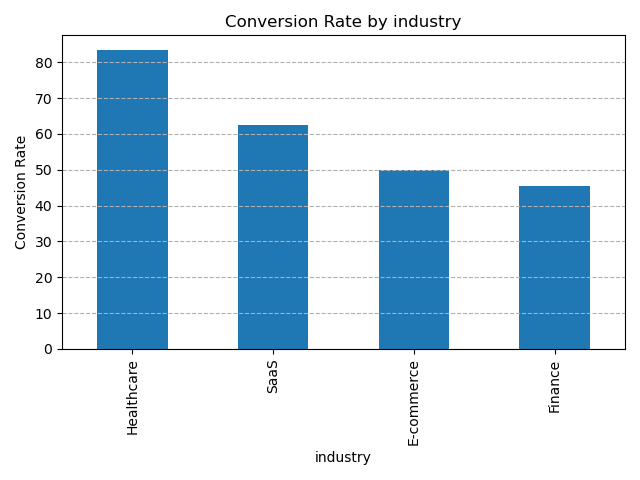 Conversion Rate by industry
Conversion Rate
80
70
60
50
40
30
20
10
0
Healthcare
SaaS
E-commerce
Finance
industry